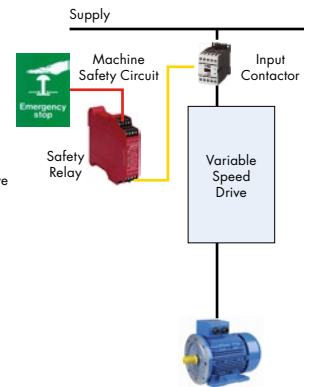 Supply
Machine
Safety Circuit
Input
Contactor
Emergency
stop
Safety
Relay
Variable
Speed
Drive